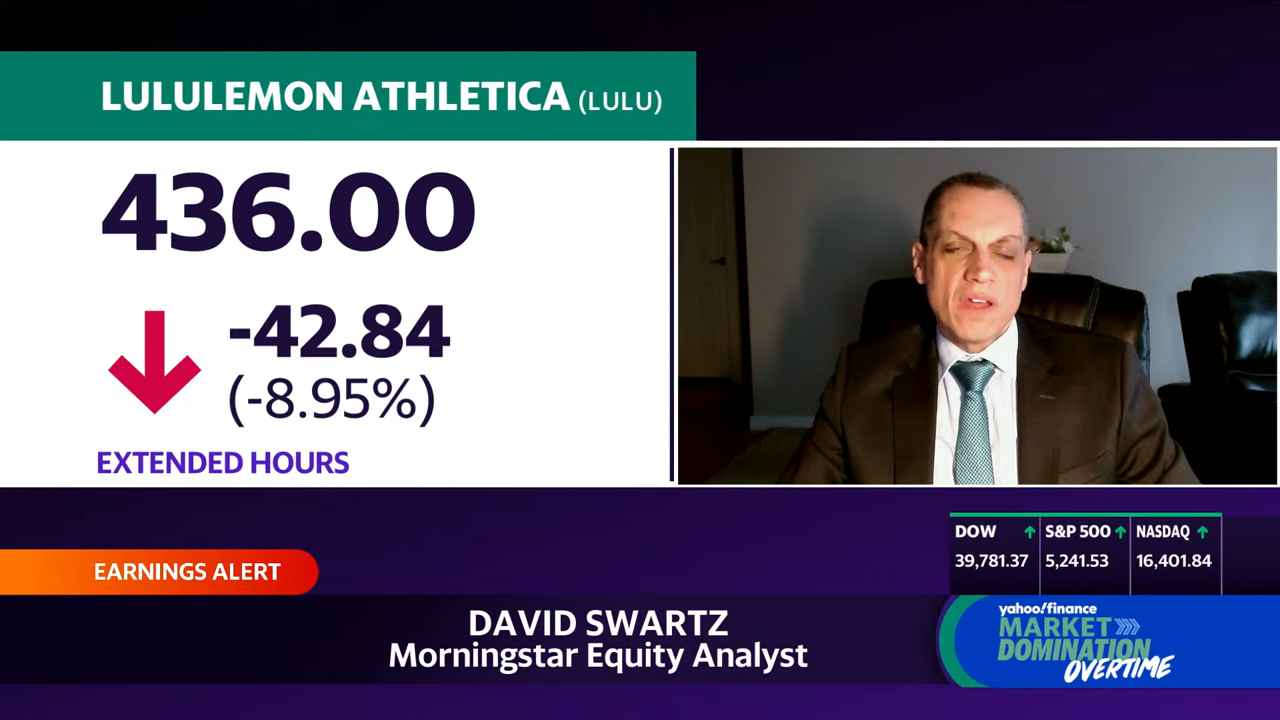 LULULEMON ATHLETICA (LULU)
436.00
-42.84
(-8.95%)
EXTENDED HOURS
EARNINGS ALERT
DAVID SWARTZ
Morningstar Equity Analyst
DOW S&P 500 NASDAQ
39,781.37 5,241.53 16,401.84
yahoo!finance
MARKET
DOMINATION
OVERTIME